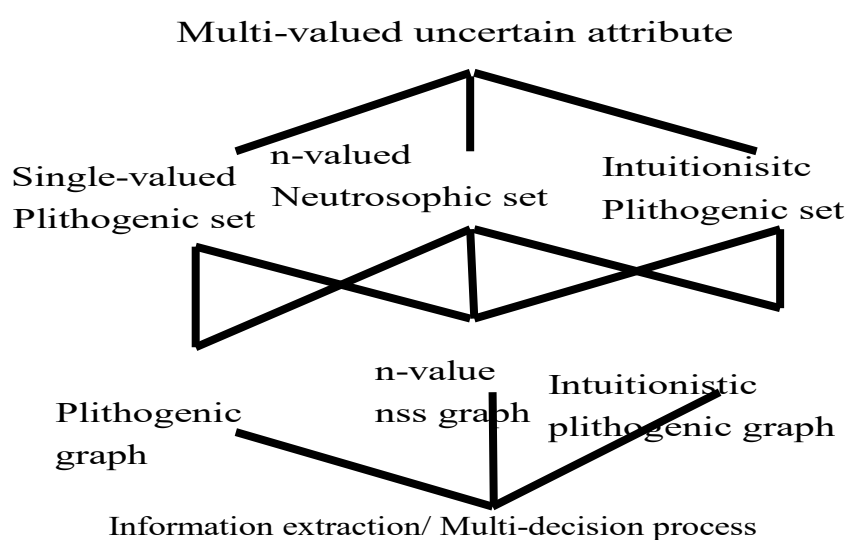 Multi-valued uncertain attribute
Single-valued
Plithogenic set
n-valued
Neutrosophic set
Intuitionisitc
Plithogenic set
Plithogenic
graph
n-value
nss graph
Intuitionistic
plithogenic graph
Information extraction/ Multi-decision process